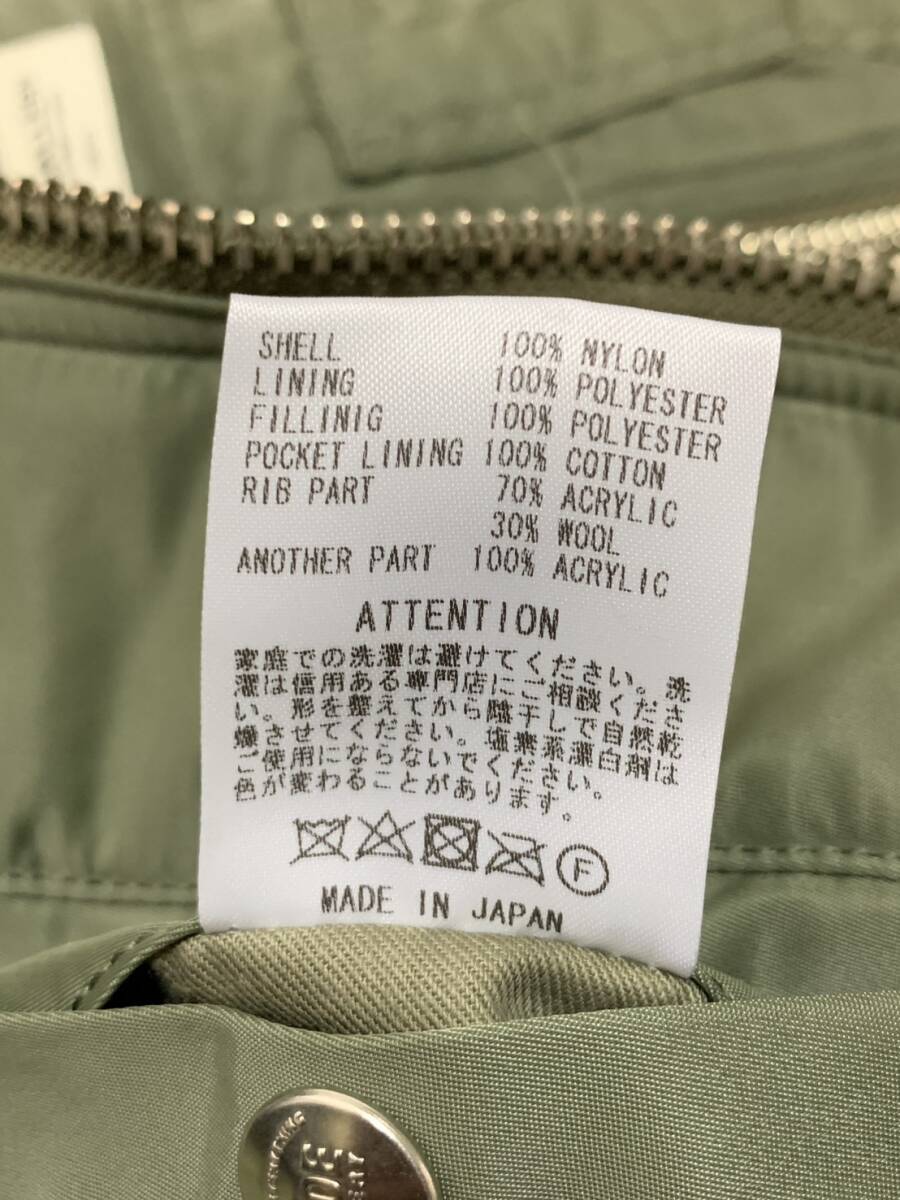 SHELL 100% NYLON
LINING 100% POLYESTER
FILLINIG 100% POLYESTER
POCKET LINING 100% COTTON
RIB PART 70% ACRYLIC
30% WOOL
ANOTHER PART 100% ACRYLIC
ATTENTION
家庭での洗濯は避けてください。洗
濯は信用ある専門店にご相談くださ
い。形を整えてから陰干しで自然乾
燥させてください。塩素系漂白剤は
ご使用にならないでください。
色が変わることがあります。
F
MADE IN JAPAN